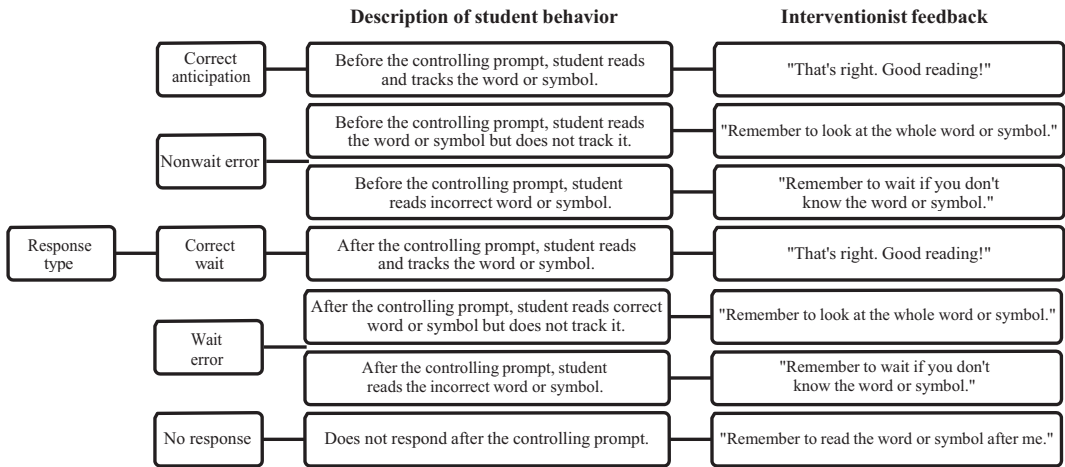 Description of student behavior
Interventionist feedback
Correct
anticipation
Before the controlling prompt, student reads
and tracks the word or symbol.
"That's right. Good reading!"
Nonwait error
Before the controlling prompt, student reads
the word or symbol but does not track it.
"Remember to look at the whole word or symbol."
Before the controlling prompt, student
reads incorrect word or symbol.
"Remember to wait if you don't
know the word or symbol."
Response
type
Correct
wait
After the controlling prompt, student reads
and tracks the word or symbol.
"That's right. Good reading!"
Wait
error
After the controlling prompt, student reads correct
word or symbol but does not track it.
"Remember to look at the whole word or symbol."
After the controlling prompt, student
reads the incorrect word or symbol.
"Remember to wait if you don't
know the word or symbol."
No response
Does not respond after the controlling prompt.
"Remember to read the word or symbol after me."